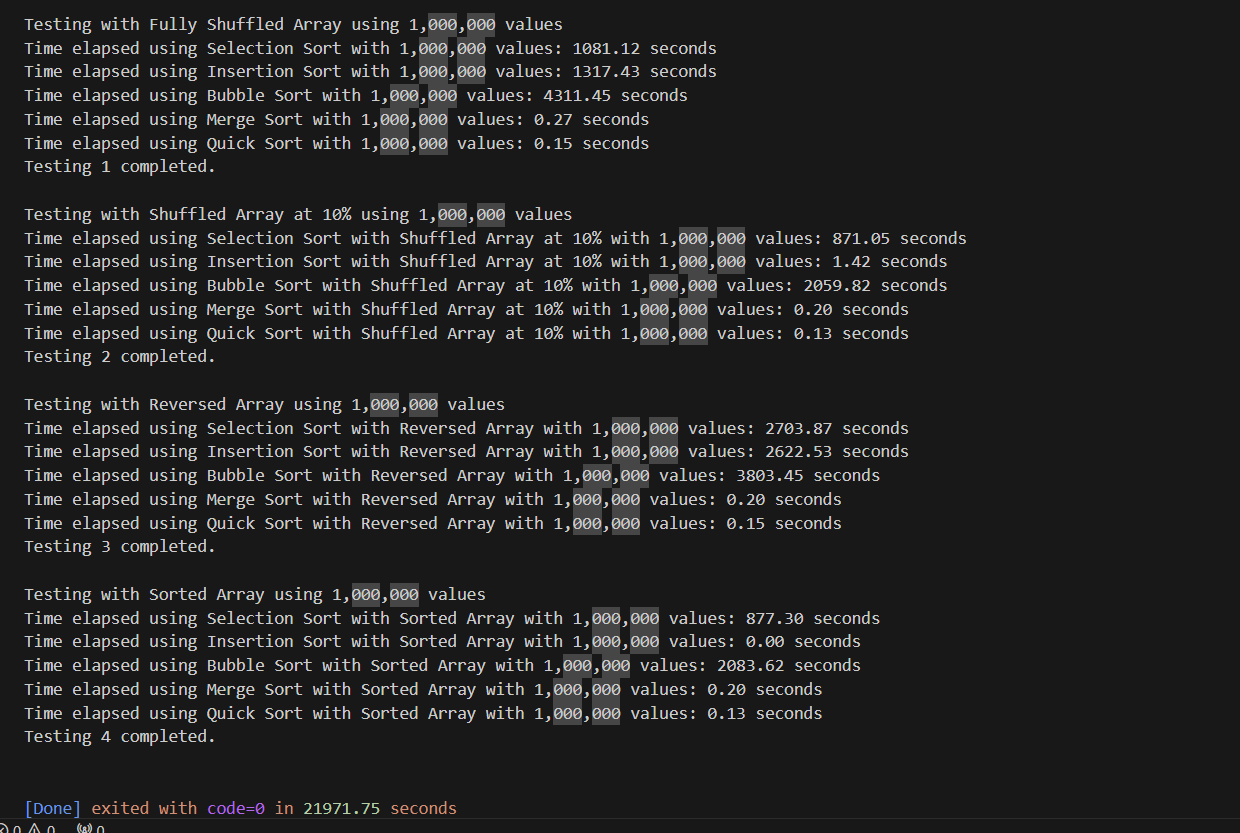 Testing with Fully Shuffled Array using 1,000,000 values
Time elapsed using Selection Sort with 1,000,000 values: 1081.12 seconds
Time elapsed using Insertion Sort with 1,000,000 values: 1317.43 seconds
Time elapsed using Bubble Sort with 1,000,000 values: 4311.45 seconds
Time elapsed using Merge Sort with 1,000,000 values: 0.27 seconds
Time elapsed using Quick Sort with 1,000,000 values: 0.15 seconds
Testing 1 completed.
Testing with Shuffled Array at 10% using 1,000,000 values
Time elapsed using Selection Sort with Shuffled Array at 10% with 1,000,000 values: 871.05 seconds
Time elapsed using Insertion Sort with Shuffled Array at 10% with 1,000,000 values: 1.42 seconds
Time elapsed using Bubble Sort with Shuffled Array at 10% with 1,000,000 values: 2059.82 seconds
Time elapsed using Merge Sort with Shuffled Array at 10% with 1,000,000 values: 0.20 seconds
Time elapsed using Quick Sort with Shuffled Array at 10% with 1,000,000 values: 0.13 seconds
Testing 2 completed.
Testing with Reversed Array using 1,000,000 values
Time elapsed using Selection Sort with Reversed Array with 1,000,000 values: 2703.87 seconds
Time elapsed using Insertion Sort with Reversed Array with 1,000,000 values: 2622.53 seconds
Time elapsed using Bubble Sort with Reversed Array with 1,000,000 values: 3803.45 seconds
Time elapsed using Merge Sort with Reversed Array with 1,000,000 values: 0.20 seconds
Time elapsed using Quick Sort with Reversed Array with 1,000,000 values: 0.15 seconds
Testing 3 completed.
Testing with Sorted Array using 1,000,000 values
Time elapsed using Selection Sort with Sorted Array with 1,000,000 values: 877.30 seconds
Time elapsed using Insertion Sort with Sorted Array with 1,000,000 values: 0.00 seconds
Time elapsed using Bubble Sort with Sorted Array with 1,000,000 values: 2083.62 seconds
Time elapsed using Merge Sort with Sorted Array with 1,000,000 values: 0.20 seconds
Time elapsed using Quick Sort with Sorted Array with 1,000,000 values: 0.13 seconds
Testing 4 completed.
[Done] exited with code=0 in 21971.75 seconds
0 0 0